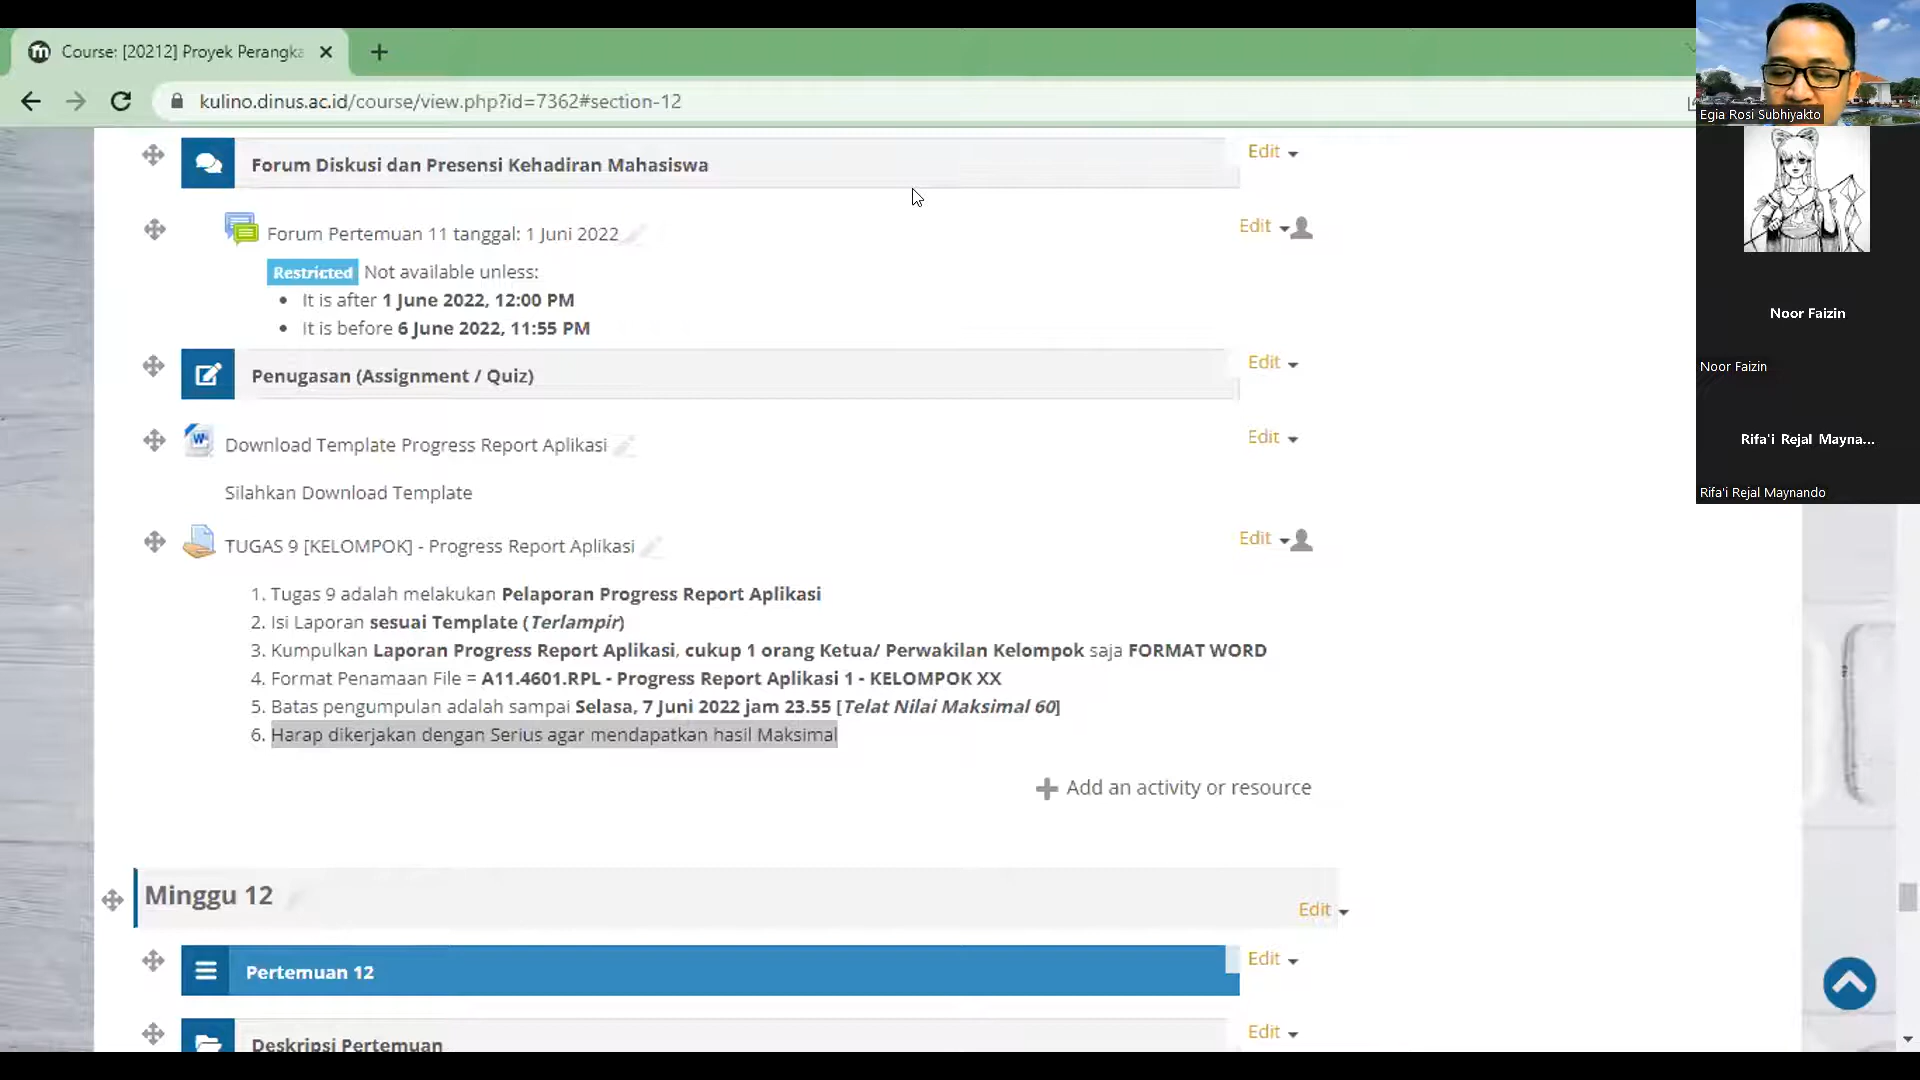 Course: [20212] Proyek Perangka
kulino.dinus.ac.id/course/view.php?id=7362#section-12
Egia Rosi Subhiyakto
Forum Diskusi dan Presensi Kehadiran Mahasiswa
Edit
Forum Pertemuan 11 tanggal: 1 Juni 2022
Edit
Restricted Not available unless:
• It is after 1 June 2022, 12:00 PM
• It is before 6 June 2022, 11:55 PM
Noor Faizin
Noor Faizin
Penugasan (Assignment / Quiz)
Edit
Download Template Progress Report Aplikasi
Edit
Silahkan Download Template
Rifa'i Rejal Mayna...
Rifa'i Rejal Maynando
TUGAS 9 [KELOMPOK] - Progress Report Aplikasi
Edit
1. Tugas 9 adalah melakukan Pelaporan Progress Report Aplikasi
2. Isi Laporan sesuai Template (Terlampir)
3. Kumpulkan Laporan Progress Report Aplikasi, cukup 1 orang Ketua/ Perwakilan Kelompok saja FORMAT WORD
4. Format Penamaan File = A11.4601.RPL - Progress Report Aplikasi 1 - KELOMPOK XX
5. Batas pengumpulan adalah sampai Selasa, 7 Juni 2022 jam 23.55 [Telat Nilai Maksimal 60]
6. Harap dikerjakan dengan Serius agar mendapatkan hasil Maksimal
Add an activity or resource
Minggu 12
Edit
Pertemuan 12
Edit
Deskripsi Pertemuan
Edit